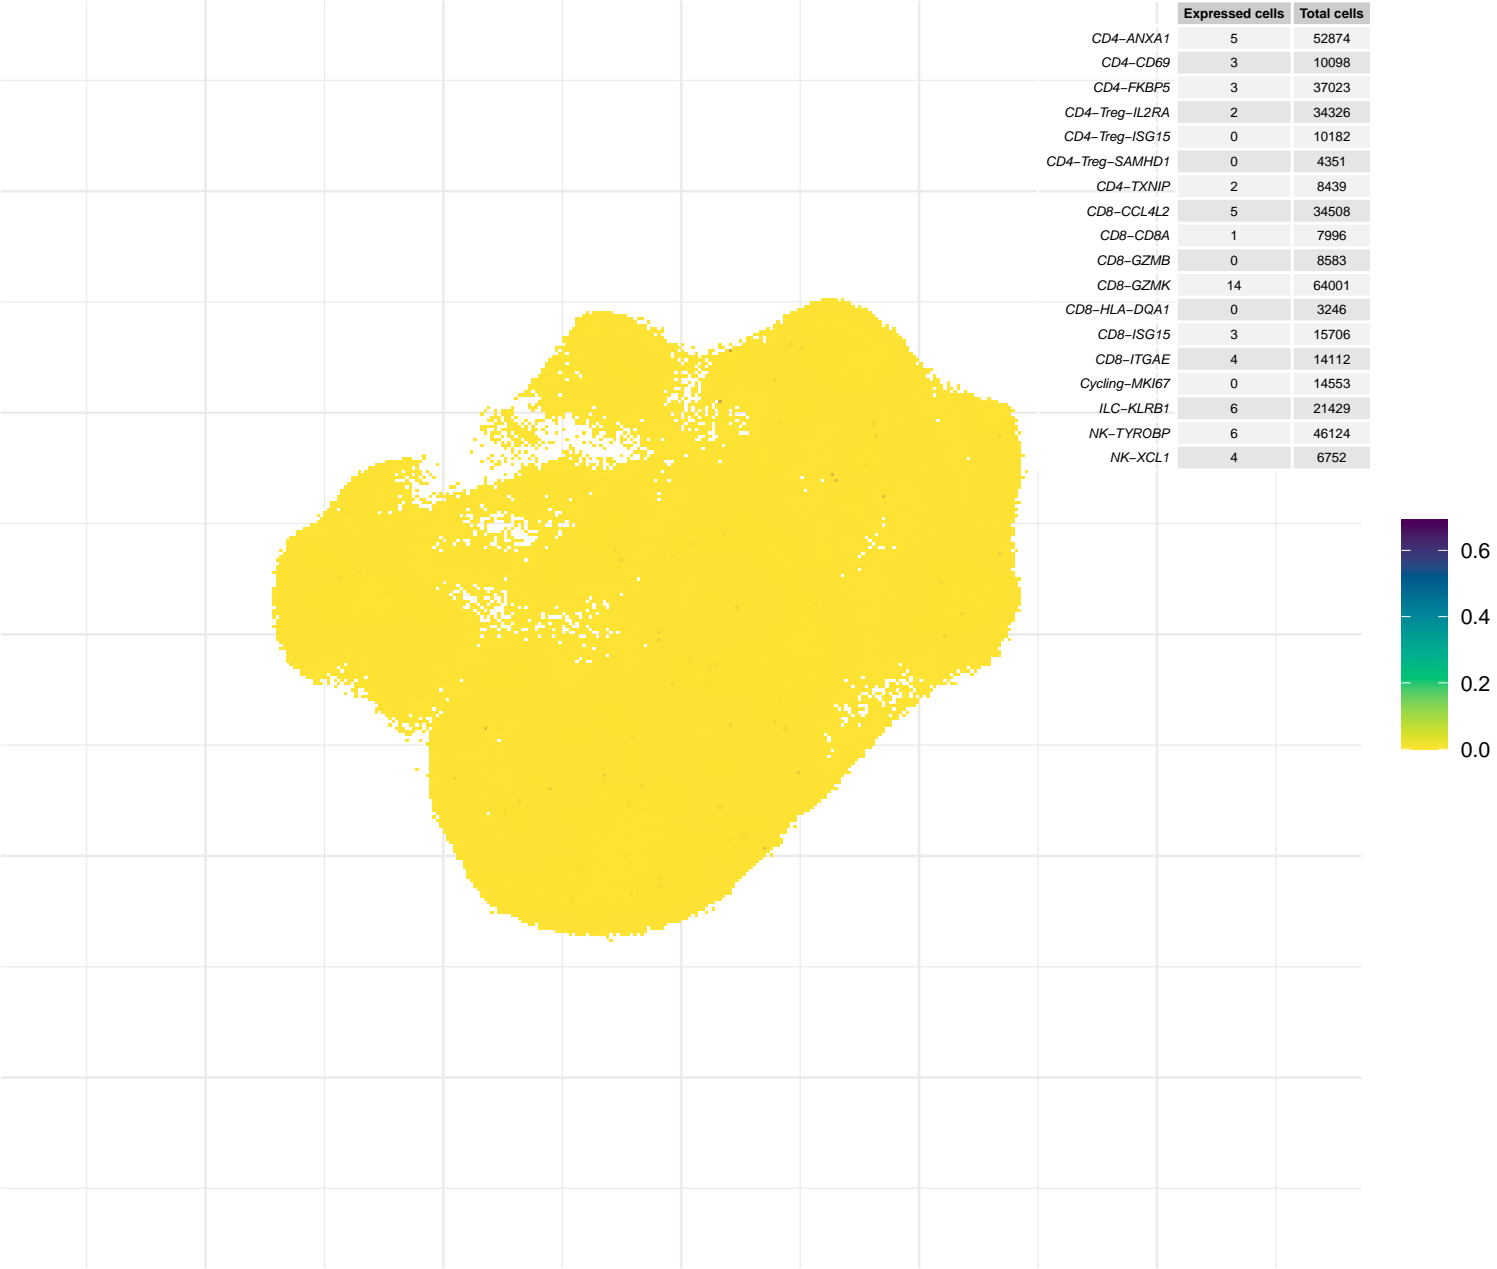 Expressed cells Total cells
CD4−ANXA1 5 52874
CD4−CD69 3 10098
CD4−FKBP5 3 37023
CD4−Treg−IL2RA 2 34326
CD4−Treg−ISG15 0 10182
CD4−Treg−SAMHD1 0 4351
CD4−TXNIP 2 8439
CD8−CCL4L2 5 34508
CD8−CD8A 1 7996
CD8−GZMB 0 8583
CD8−GZMK 14 64001
CD8−HLA−DQA1 0 3246
CD8−ISG15 3 15706
CD8−ITGAE 4 14112
Cycling−MKI67 0 14553
ILC−KLRB1 6 21429
NK−TYROBP 6 46124
NK−XCL1 4 6752
0.6
0.4
0.2
0.0